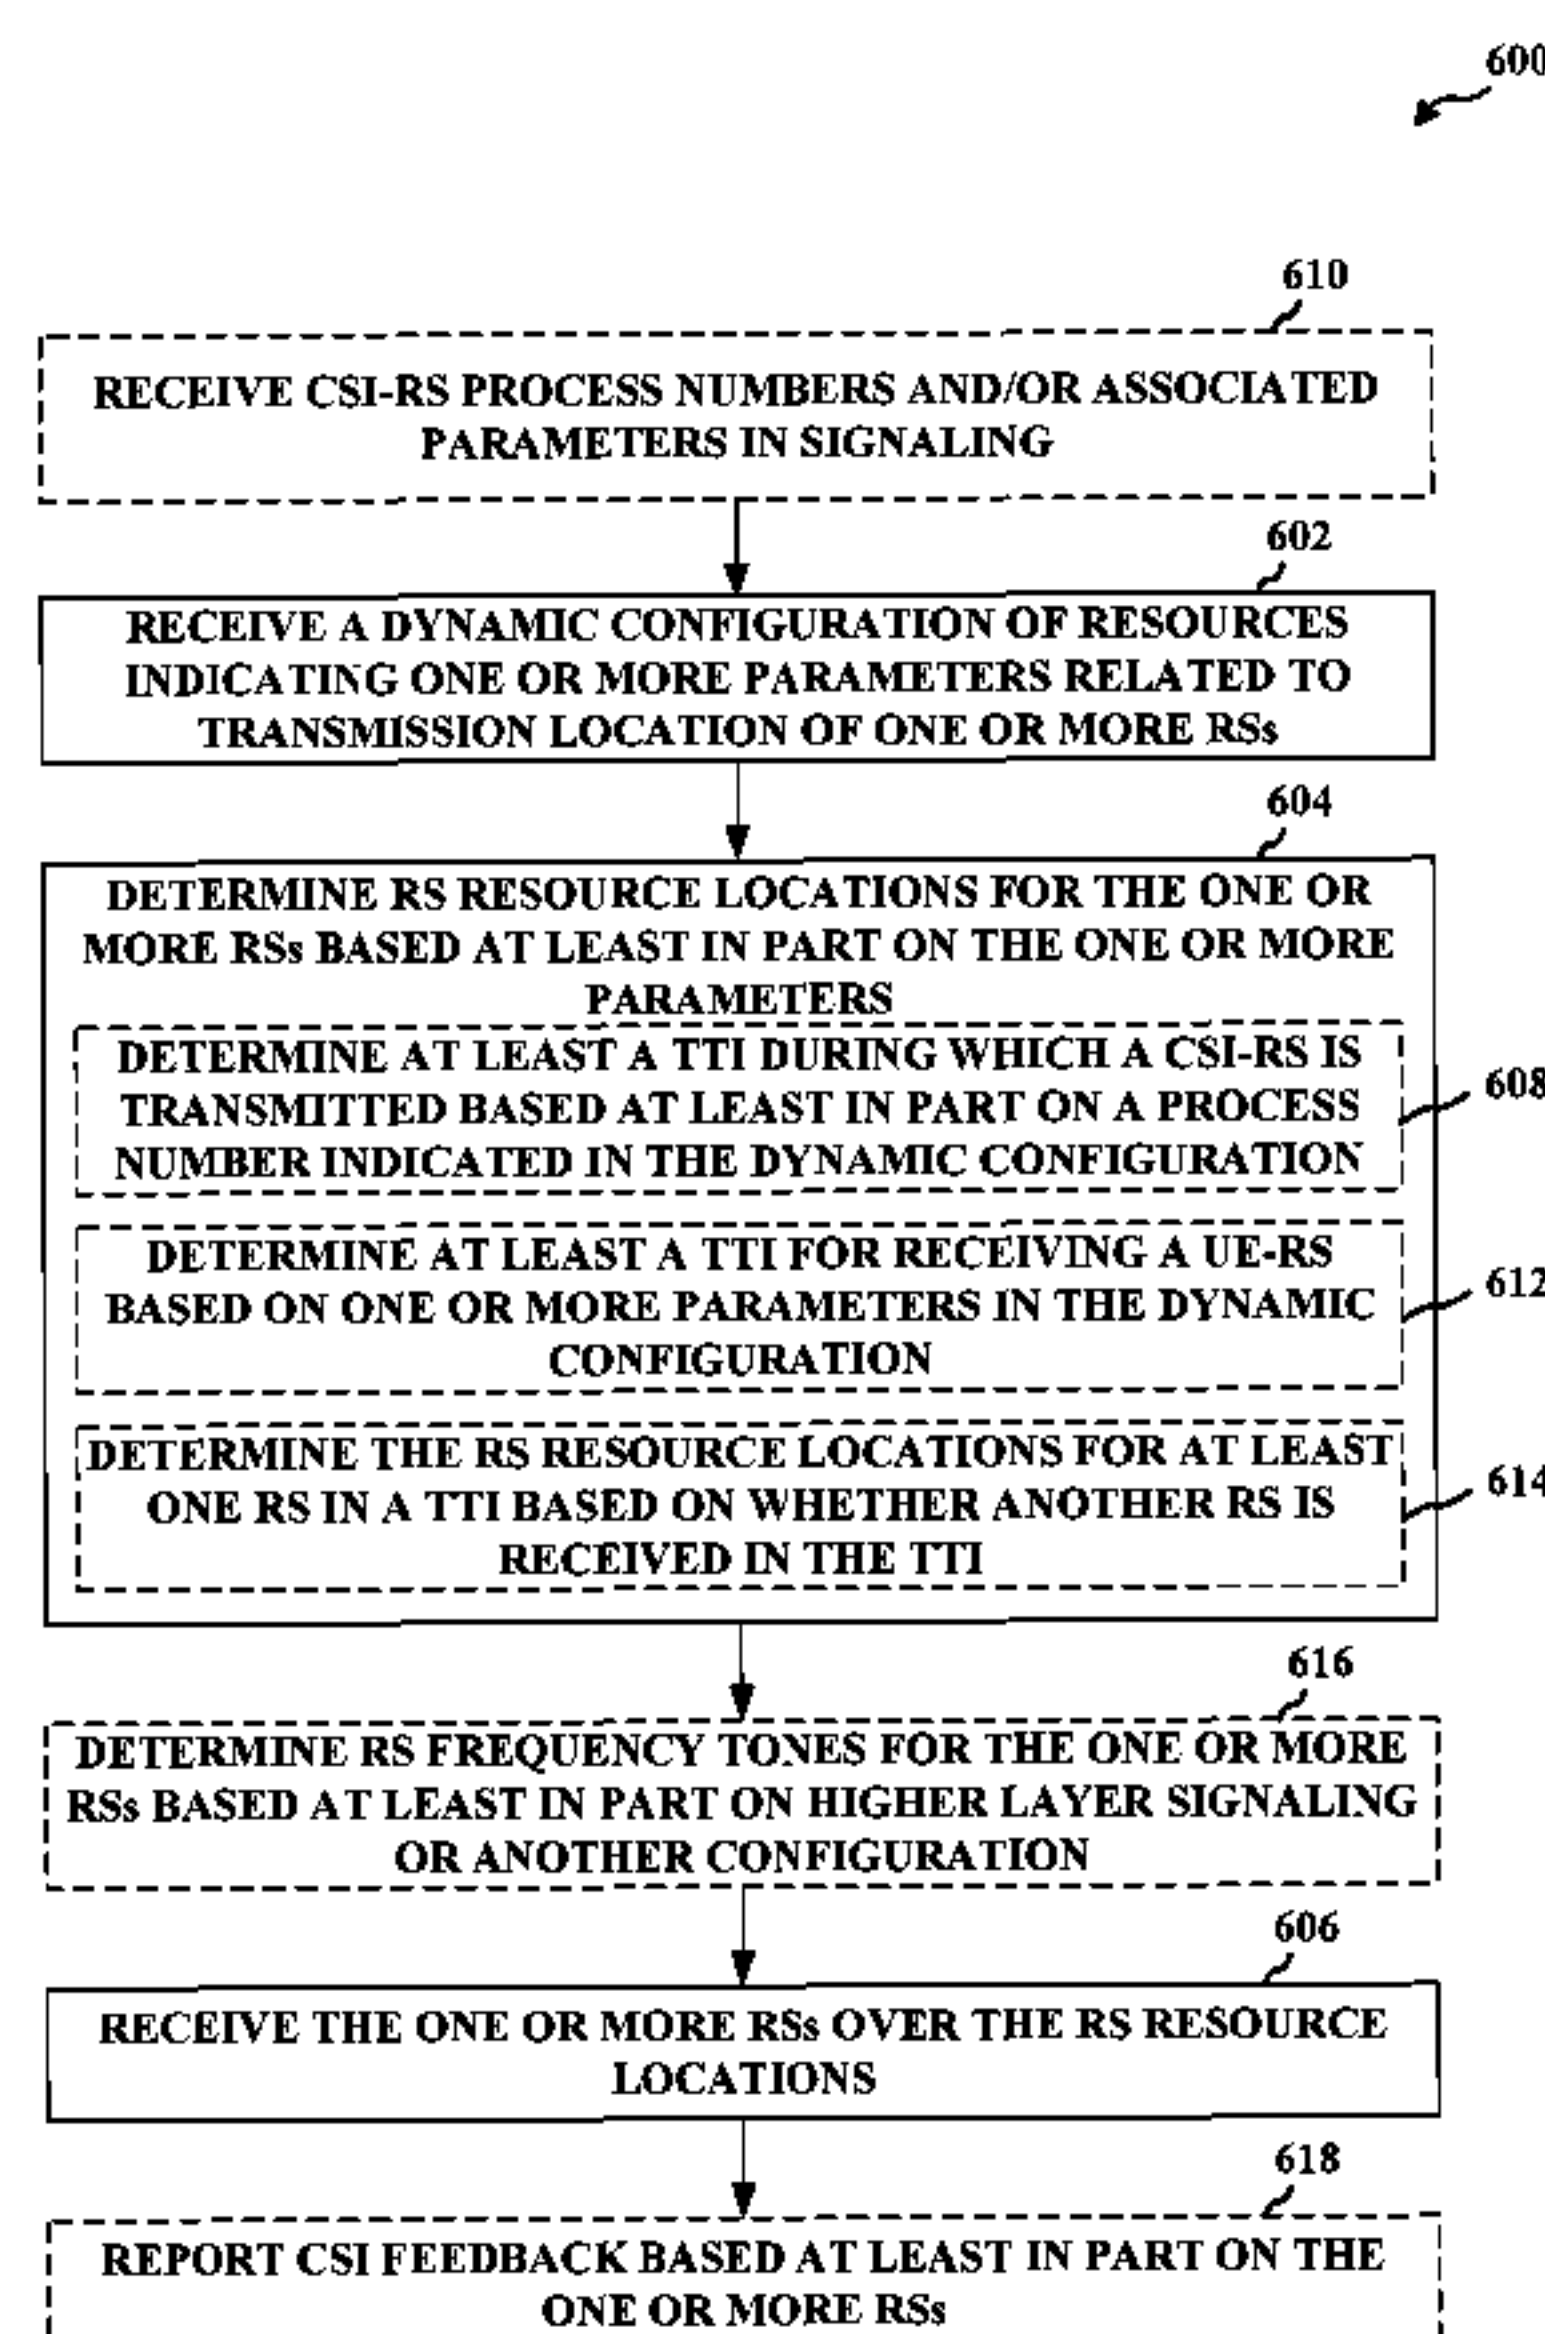 600
610
RECEIVE CSI-RS PROCESS NUMBERS AND/OR ASSOCIATED
PARAMETERS IN SIGNALING
602
RECEIVE A DYNAMIC CONFIGURATION OF RESOURCES
INDICATING ONE OR MORE PARAMETERS RELATED TO
TRANSMISSION LOCATION OF ONE OR MORE RSs
604
DETERMINE RS RESOURCE LOCATIONS FOR THE ONE OR
MORE RSs BASED AT LEAST IN PART ON THE ONE OR MORE
PARAMETERS
DETERMINE AT LEAST A TTI DURING WHICH A CSI-RS IS
TRANSMITTED BASED AT LEAST IN PART ON A PROCESS
NUMBER INDICATED IN THE DYNAMIC CONFIGURATION
608
DETERMINE AT LEAST A TTI FOR RECEIVING A UE-RS
BASED ON ONE OR MORE PARAMETERS IN THE DYNAMIC
CONFIGURATION
612
DETERMINE THE RS RESOURCE LOCATIONS FOR AT LEAST
ONE RS IN A TTI BASED ON WHETHER ANOTHER RS IS
RECEIVED IN THE TTI
614
616
DETERMINE RS FREQUENCY TONES FOR THE ONE OR MORE
RSs BASED AT LEAST IN PART ON HIGHER LAYER SIGNALING
OR ANOTHER CONFIGURATION
606
RECEIVE THE ONE OR MORE RSs OVER THE RS RESOURCE
LOCATIONS
618
REPORT CSI FEEDBACK BASED AT LEAST IN PART ON THE
ONE OR MORE RSs